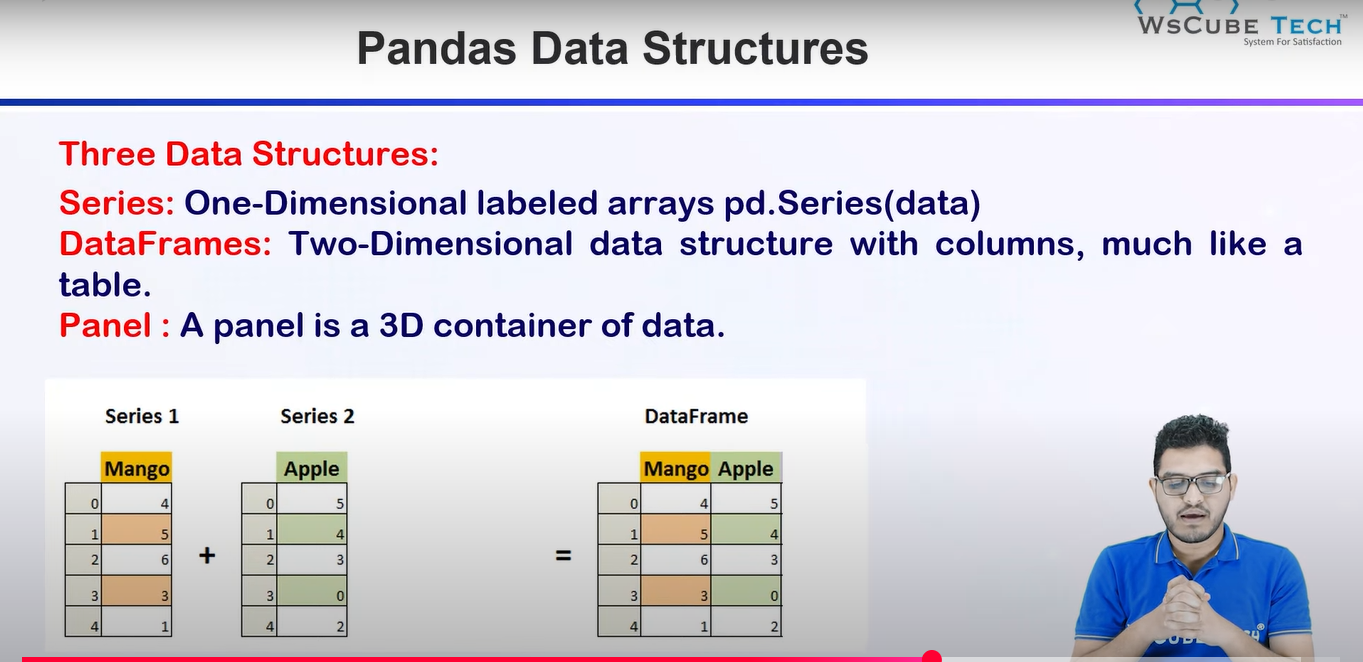 WsCube Tech™
System For Satisfaction
Pandas Data Structures
Three Data Structures:
Series: One-Dimensional labeled arrays pd.Series(data)
DataFrames: Two-Dimensional data structure with columns, much like a
table.
Panel : A panel is a 3D container of data.
Series 1 Series 2 DataFrame
Mango Apple Mango Apple
0 4 0 5 0 4 5
1 5 1 4 1 5 4
2 6 + 2 3 = 2 6 3
3 3 3 0 3 3 0
4 1 4 2 4 1 2